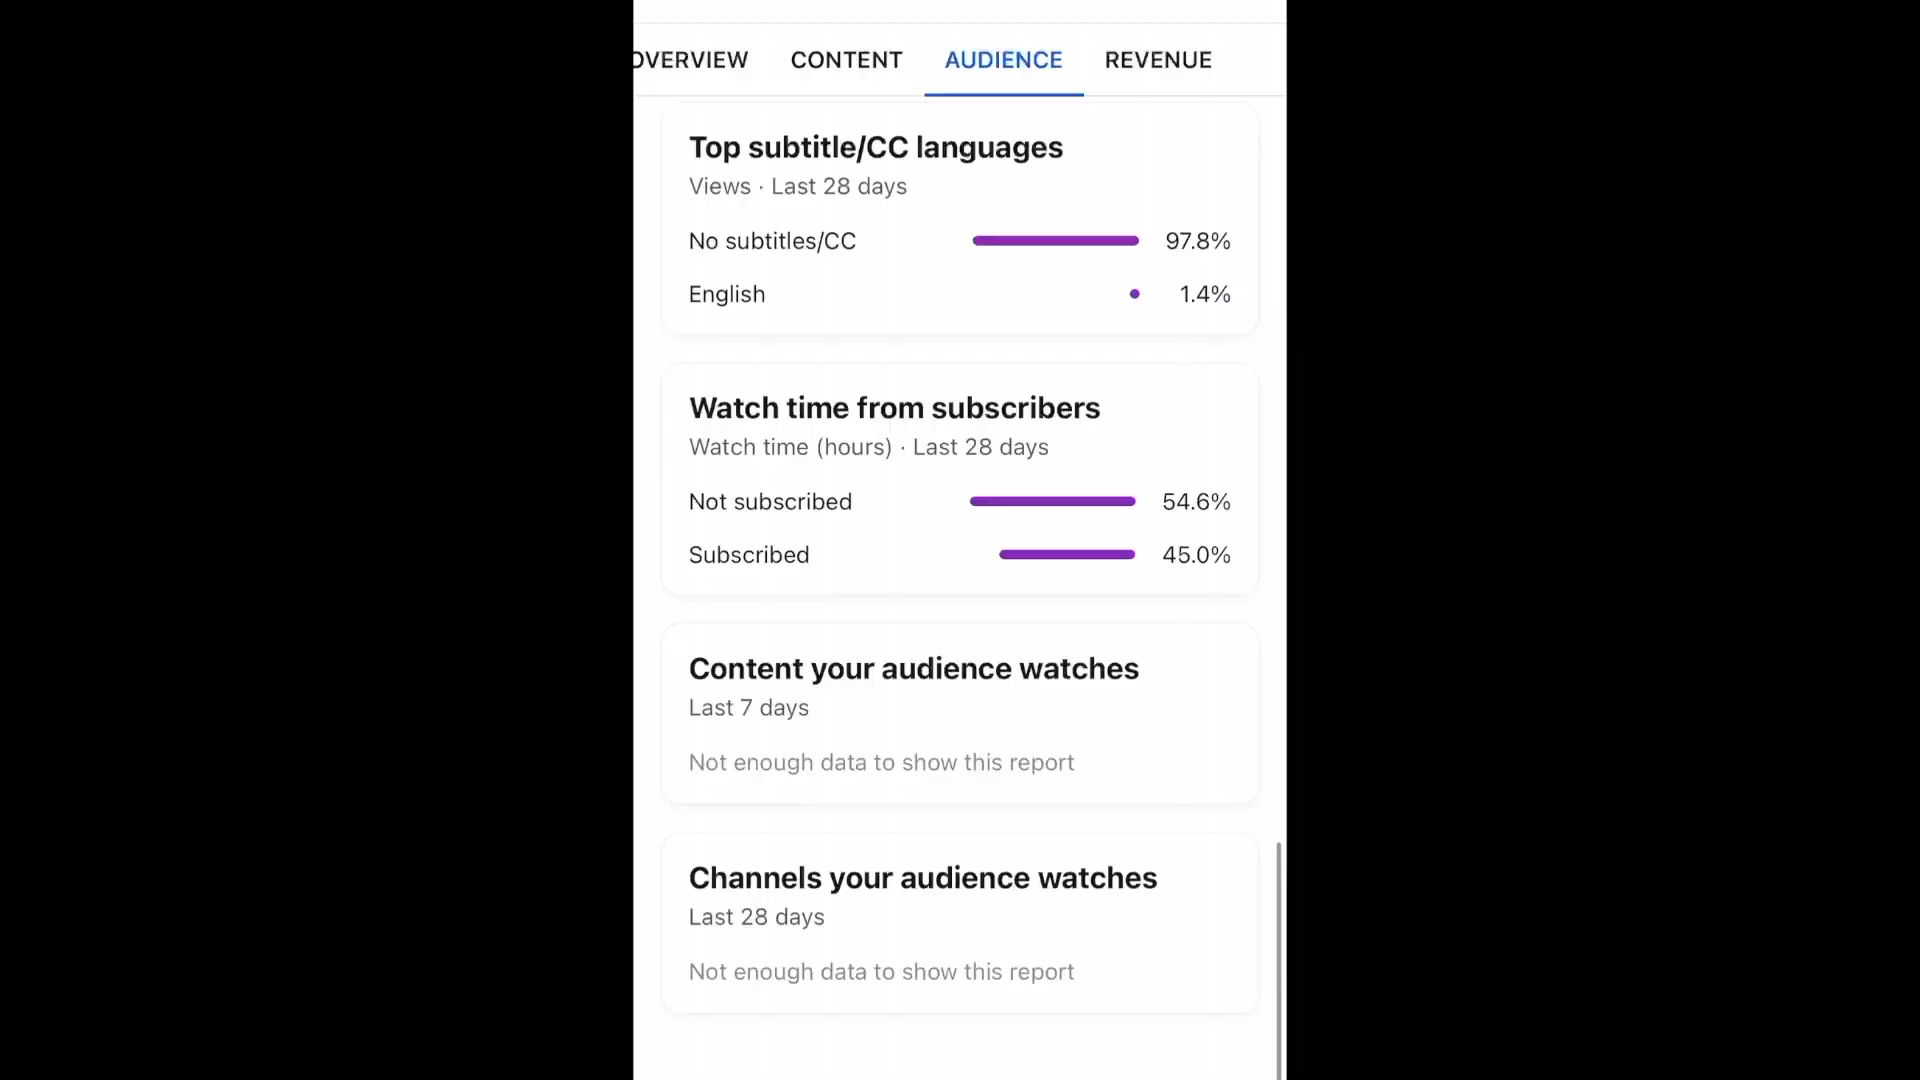 OVERVIEW CONTENT AUDIENCE REVENUE
Top subtitle/CC languages
Views · Last 28 days
No subtitles/CC 97.8%
English 1.4%
Watch time from subscribers
Watch time (hours) · Last 28 days
Not subscribed 54.6%
Subscribed 45.0%
Content your audience watches
Last 7 days
Not enough data to show this report
Channels your audience watches
Last 28 days
Not enough data to show this report